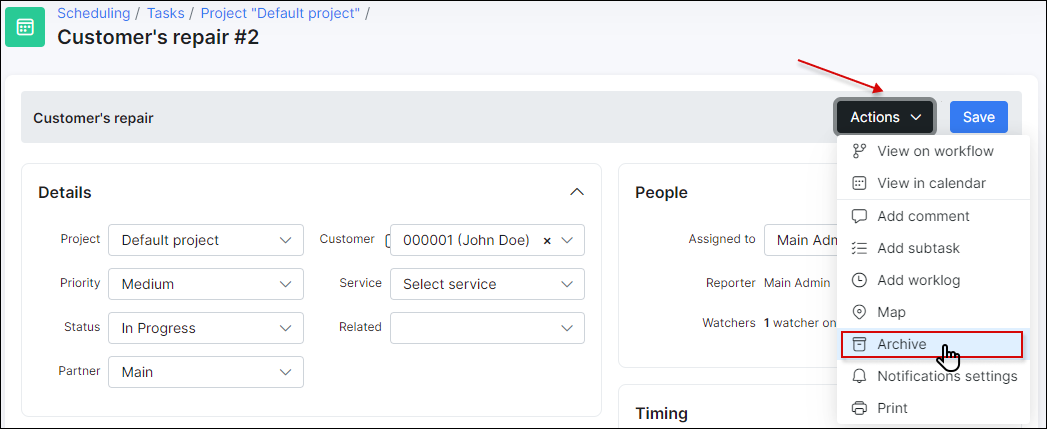 Scheduling / Tasks / Project "Default project" /
Customer's repair #2
Customer's repair
Actions
Save
View on workflow
View in calendar
Add comment
Add subtask
Add worklog
Map
Archive
Notifications settings
Print
Details
Project Default project
Customer 000001 (John Doe) ×
Priority Medium
Service Select service
Status In Progress
Related
Partner Main
People
Assigned to Main
Reporter Main Admin
Watchers 1 watcher on
Timing